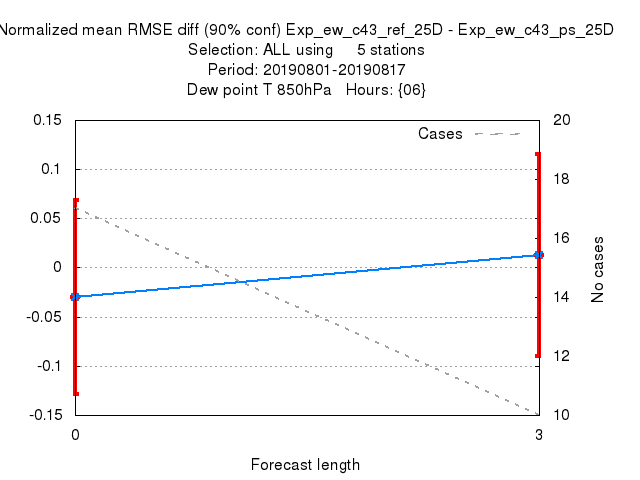 Normalized mean RMSE diff (90% conf) Exp_ew_c43_ref_25D - Exp_ew_c43_ps_25D
Selection: ALL using 5 stations
Period: 20190801-20190817
Dew point T 850hPa Hours: {06}
Cases
0.15
0.1
0.05
0
-0.05
-0.1
-0.15
20
18
16
14
12
10
No cases
0 3
Forecast length